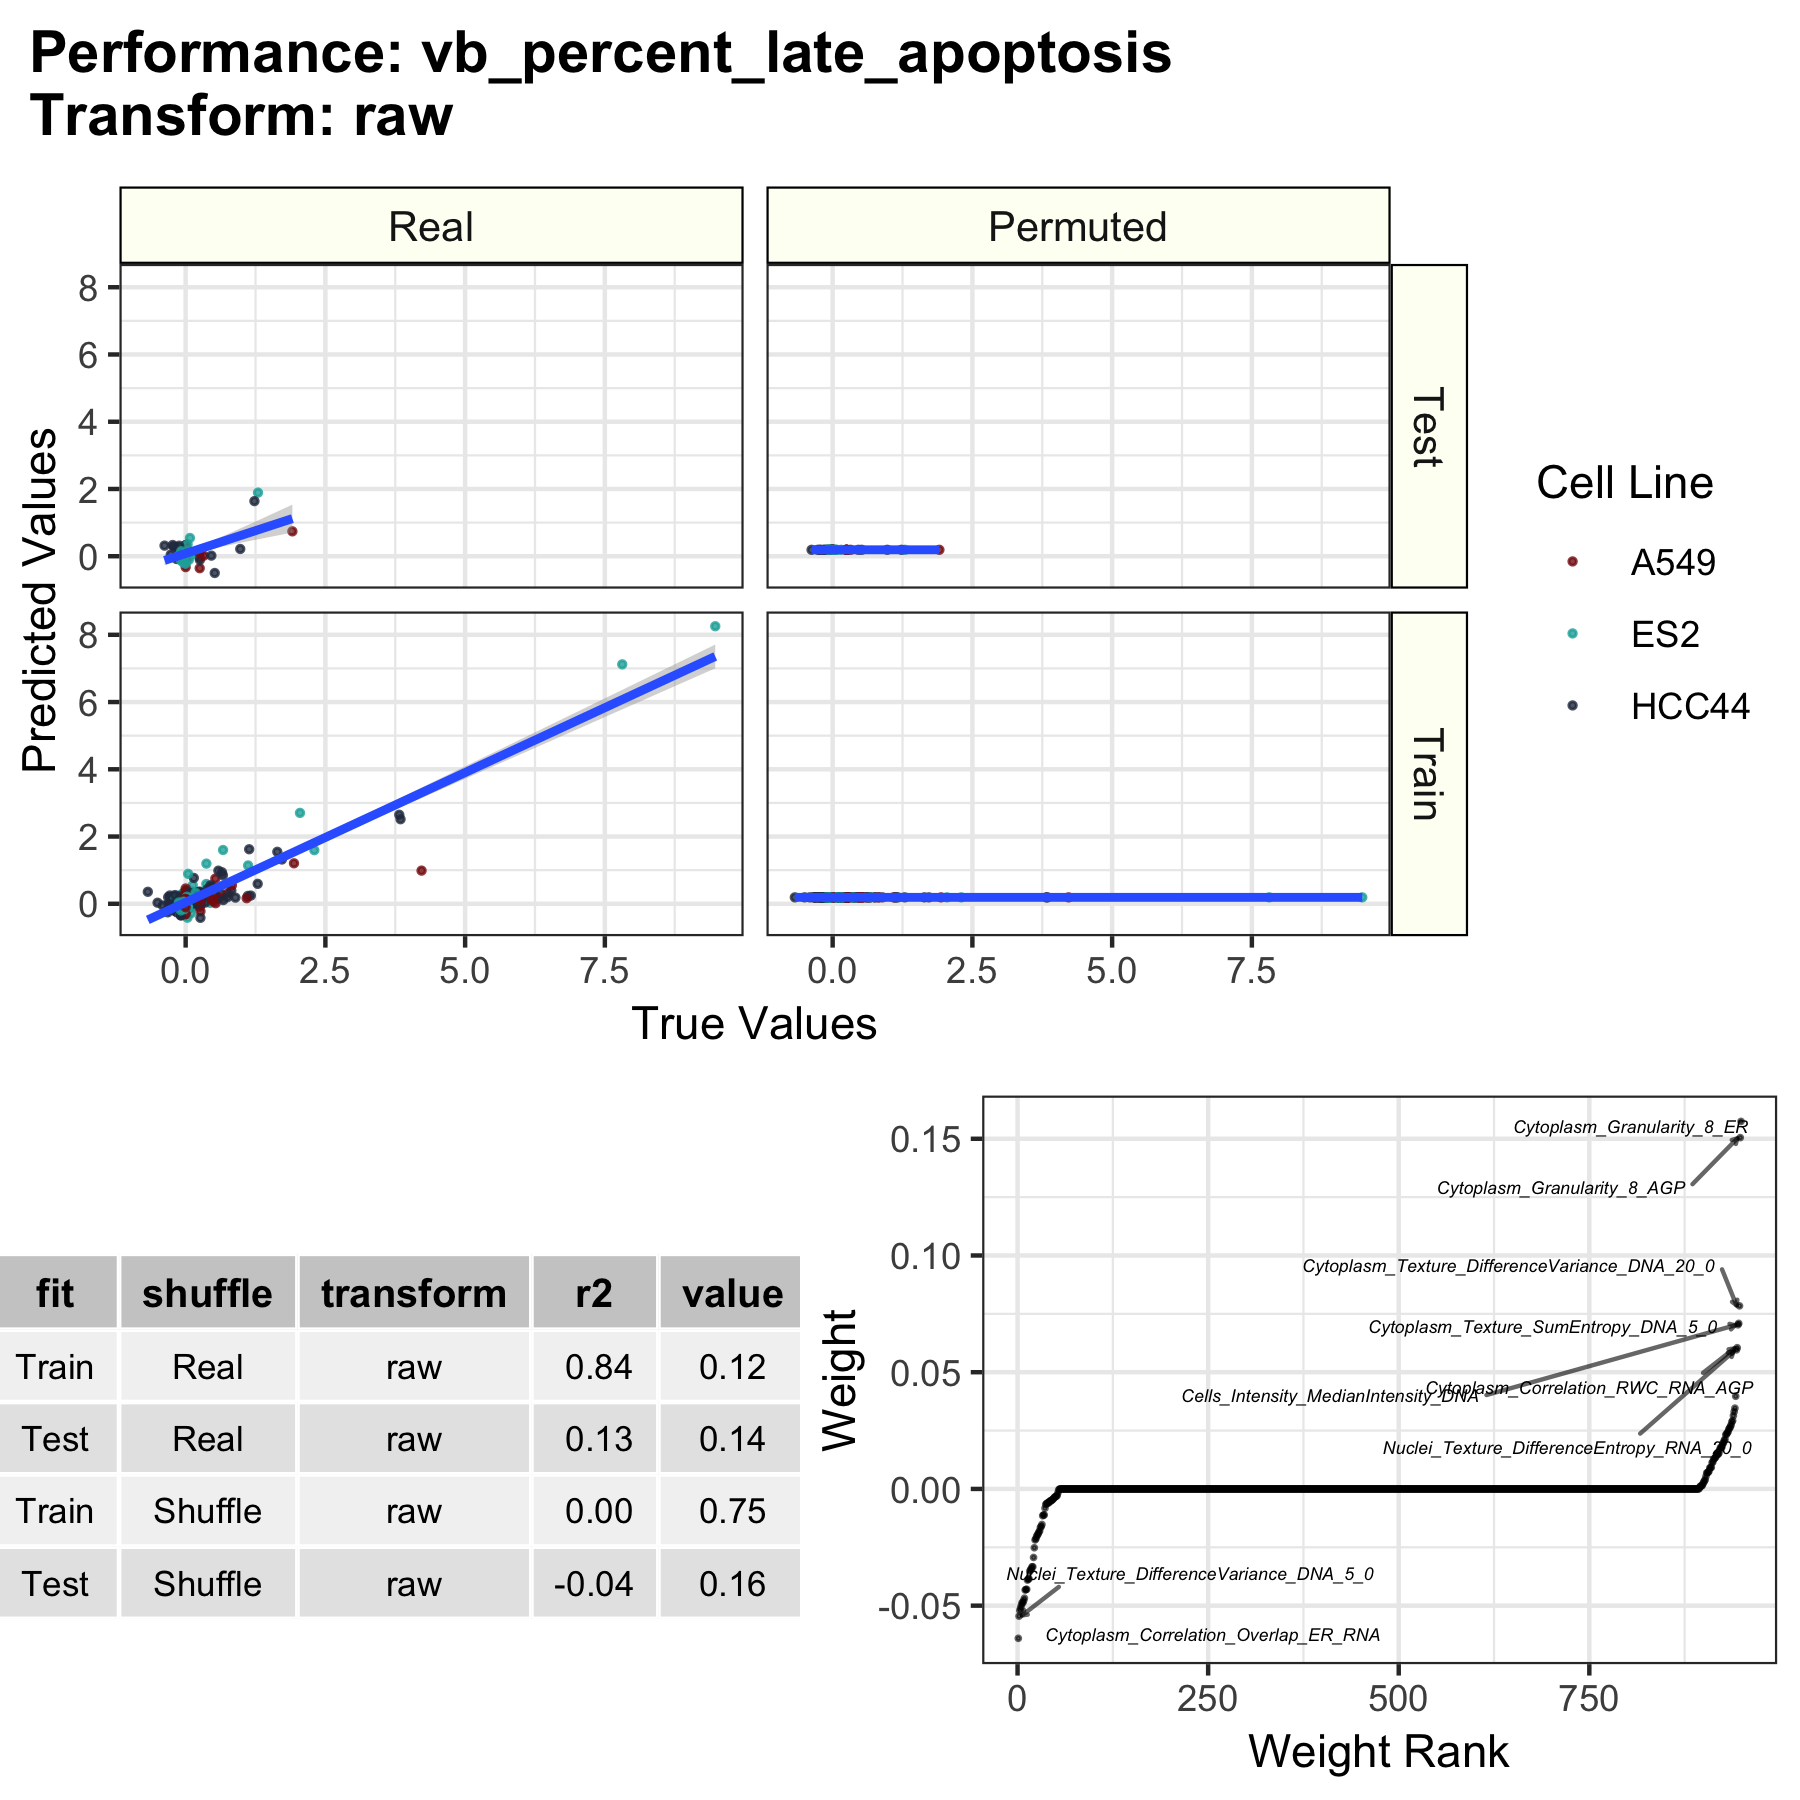 Performance: vb_percent_late_apoptosis
Transform: raw
Real
Permuted
8
6
4
2
0
Test
8
6
4
2
0
Train
Predicted Values
0.0
2.5
5.0
7.5
0.0
2.5
5.0
7.5
True Values
Cell Line
A549
ES2
HCC44
fit shuffle transform r2 value
Train Real raw 0.84 0.12
Test Real raw 0.13 0.14
Train Shuffle raw 0.00 0.75
Test Shuffle raw -0.04 0.16
Weight
0.15
0.10
0.05
0.00
-0.05
Cytoplasm_Granularity_8_ER
Cytoplasm_Granularity_8_AGP
Cytoplasm_Texture_DifferenceVariance_DNA_20_0
Cytoplasm_Texture_SumEntropy_DNA_5_0
Cytoplasm_Correlation_RWC_RNA_AGP
Cells_Intensity_MedianIntensity_DNA
Nuclei_Texture_DifferenceEntropy_RNA_20_0
Nuclei_Texture_DifferenceVariance_DNA_5_0
Cytoplasm_Correlation_Overlap_ER_RNA
0
250
500
750
Weight Rank